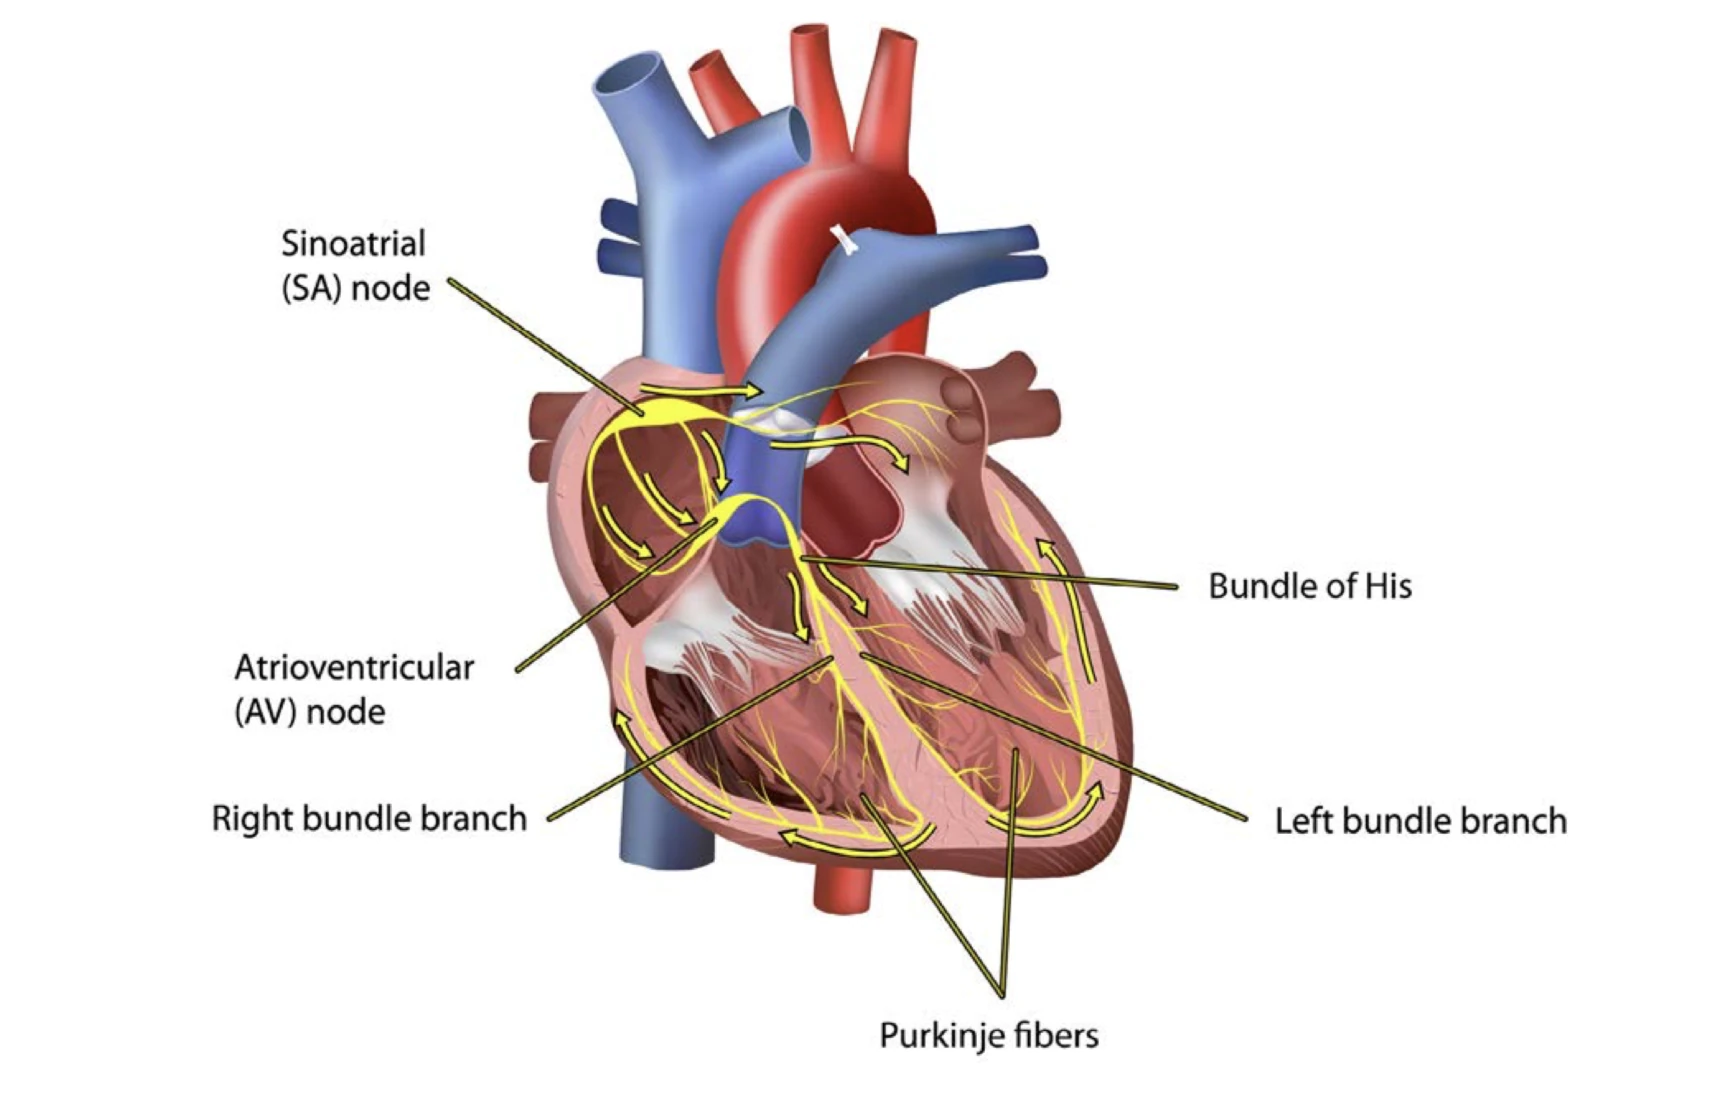 Sinoatrial
(SA) node
Bundle of His
Atrioventricular
(AV) node
Right bundle branch
Left bundle branch
Purkinje fibers